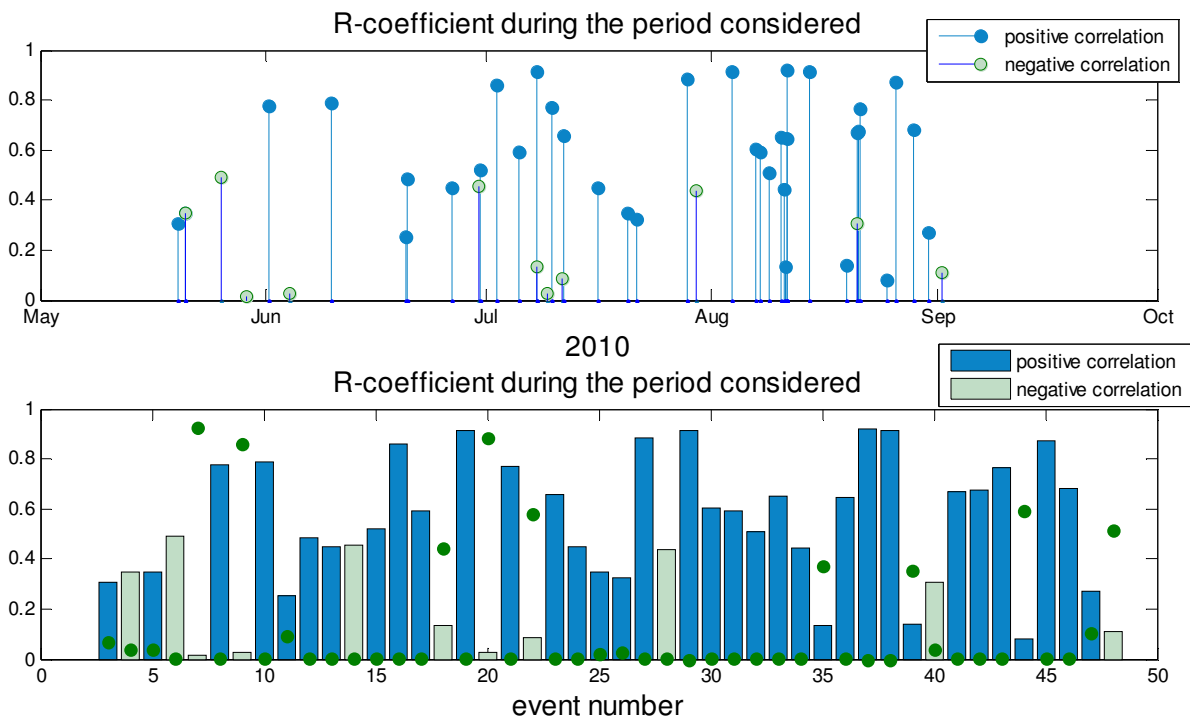 R-coefficient during the period considered
positive correlation
negative correlation
1
0.8
0.6
0.4
0.2
0
May Jun Jul Aug Sep Oct
2010
R-coefficient during the period considered
positive correlation
negative correlation
1
0.8
0.6
0.4
0.2
0
0 5 10 15 20 25 30 35 40 45 50
event number